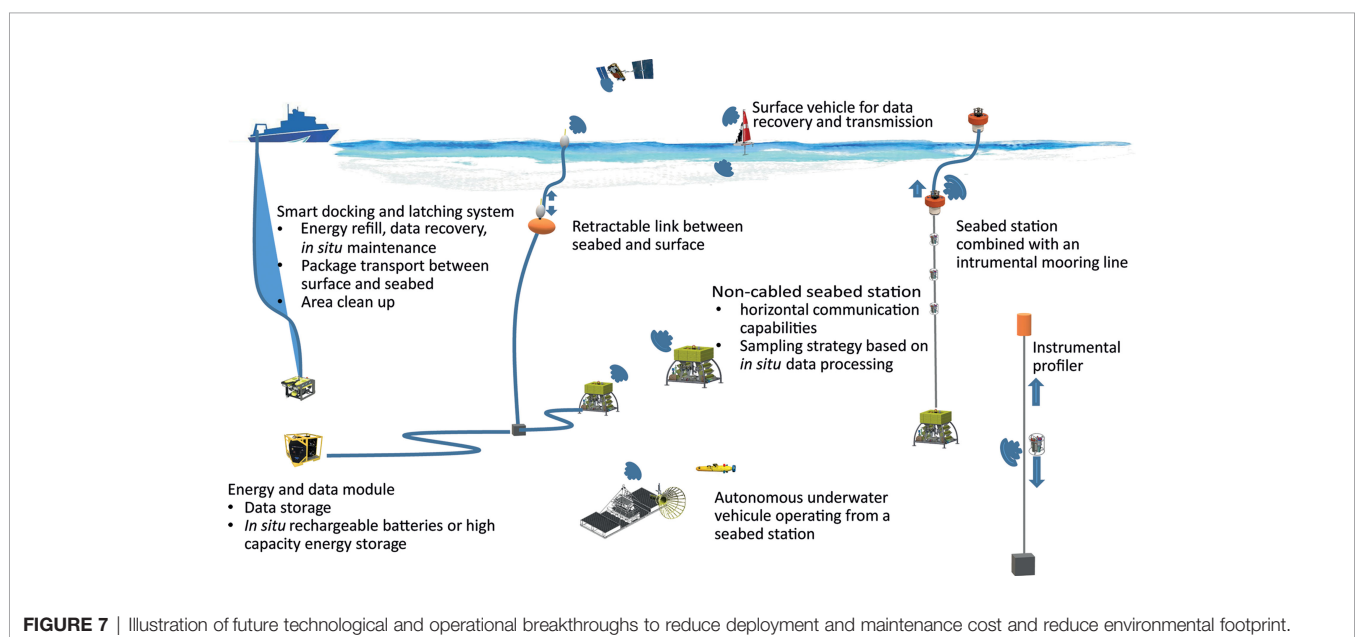 Surface vehicle for data
recovery and transmission
Smart docking and latching system
• Energy refill, data recovery,
in situ maintenance
• Package transport between
surface and seabed
• Area clean up
Retractable link between
seabed and surface
Seabed station
combined with an
intrumental mooring line
Non-cabled seabed station
• horizontal communication
capabilities
• Sampling strategy based on
in situ data processing
Instrumental
profiler
Energy and data module
• Data storage
• In situ rechargeable batteries or high
capacity energy storage
Autonomous underwater
vehicule operating from a
seabed station
FIGURE 7 | Illustration of future technological and operational breakthroughs to reduce deployment and maintenance cost and reduce environmental footprint.